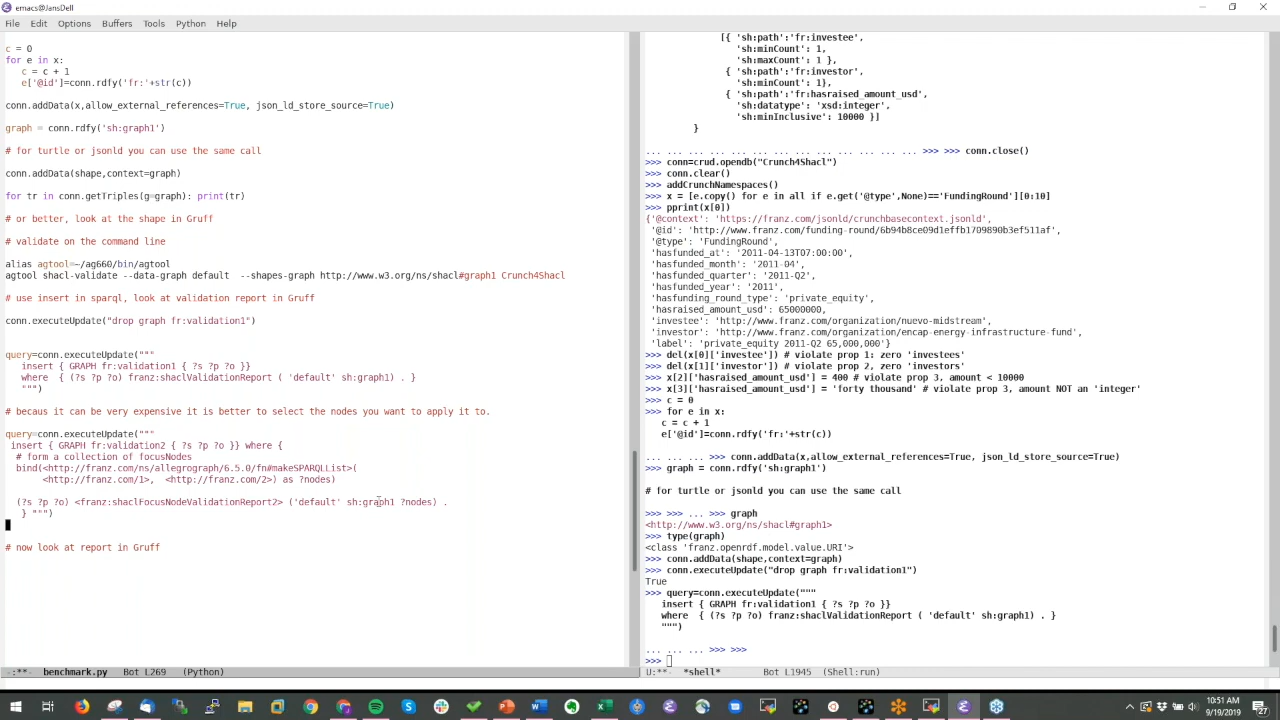 emacs@JansDell
File Edit Options Buffers Tools Python Help
c = 0
for e in x:
   c = c + 1
   e['@id']=conn.rdfy('fr:'+str(c))
conn.addData(x,allow_external_references=True, json_ld_store_source=True)
graph = conn.rdfy('sh:graph1')
# for turtle or jsonld you can use the same call
conn.addData(shape,context=graph)
for tr in conn.getTriples(g=graph): print(tr)
# or better, look at the shape in Gruff
# validate on the command line
alias agtool=~/ag660/bin/agtool
agtool shacl-validate --data-graph default  --shapes-graph http://www.w3.org/ns/shacl#graph1 Crunch4Shacl
# use insert in sparql, look at validation report in Gruff
conn.executeUpdate("drop graph fr:validation1")
query=conn.executeUpdate("""
   insert { GRAPH fr:validation1 { ?s ?p ?o }}
   where  { (?s ?p ?o) franz:shaclValidationReport ( 'default' sh:graph1) . }
   """)
# becaus it can be very expensive it is better to select the nodes you want to apply it to.
query=conn.executeUpdate("""
 insert { GRAPH fr:validation2 { ?s ?p ?o }} where {
  # form a collection of focusNodes
  bind(<http://franz.com/ns/allegrograph/6.5.0/fn#makeSPARQLList>(
       <http://franz.com/1>, <http://franz.com/2>) as ?nodes)
  (?s ?p ?o) <franz:shaclFocusNodeValidationReport2> ('default' sh:graph1 ?nodes) .
   } """)
# now look at report in Gruff
-:**-  benchmark.py   Bot L269   (Python)
[{ 'sh:path':'fr:investee',
   'sh:minCount': 1,
   'sh:maxCount': 1 },
 { 'sh:path':'fr:investor',
   'sh:minCount': 1},
 { 'sh:path':'fr:hasraised_amount_usd',
   'sh:datatype': 'xsd:integer',
   'sh:minInclusive': 10000 }]
}
... ... ... ... ... ... ... ... ... ... ... ... >>> >>> conn.close()
>>> conn=crud.opendb("Crunch4Shacl")
>>> conn.clear()
>>> addCrunchNamespaces()
>>> x = [e.copy() for e in all if e.get('@type',None)=='FundingRound'][0:10]
>>> pprint(x[0])
{'@context': 'https://franz.com/jsonld/crunchbasecontext.jsonld',
 '@id': 'http://www.franz.com/funding-round/6b94b8ce09d1effb1709890b3ef511af',
 '@type': 'FundingRound',
 'hasfunded_at': '2011-04-13T07:00:00',
 'hasfunded_month': '2011-04',
 'hasfunded_quarter': '2011-Q2',
 'hasfunded_year': '2011',
 'hasfunding_round_type': 'private_equity',
 'hasraised_amount_usd': 65000000,
 'investee': 'http://www.franz.com/organization/nuevo-midstream',
 'investor': 'http://www.franz.com/organization/encap-energy-infrastructure-fund',
 'label': 'private_equity 2011-Q2 65,000,000'}
>>> del(x[0]['investee']) # violate prop 1: zero 'investees'
>>> del(x[1]['investor']) # violate prop 2, zero 'investors'
>>> x[2]['hasraised_amount_usd'] = 400 # violate prop 3, amount < 10000
>>> x[3]['hasraised_amount_usd'] = 'forty thousand' # violate prop 3, amount NOT an 'integer'
>>> c = 0
>>> for e in x:
   c = c + 1
   e['@id']=conn.rdfy('fr:'+str(c))
... ... ... >>> conn.addData(x,allow_external_references=True, json_ld_store_source=True)
>>> graph = conn.rdfy('sh:graph1')
# for turtle or jsonld you can use the same call
>>> >>> ... >>> graph
<http://www.w3.org/ns/shacl#graph1>
>>> type(graph)
<class 'franz.openrdf.model.value.URI'>
>>> conn.addData(shape,context=graph)
>>> conn.executeUpdate("drop graph fr:validation1")
True
>>> query=conn.executeUpdate("""
   insert { GRAPH fr:validation1 { ?s ?p ?o }}
   where  { (?s ?p ?o) franz:shaclValidationReport ( 'default' sh:graph1) . }
   """)
... ... ... >>> >>>
>>>
U:**-  *shell*        Bot L1945  (Shell:run)
10:51 AM
9/19/2019